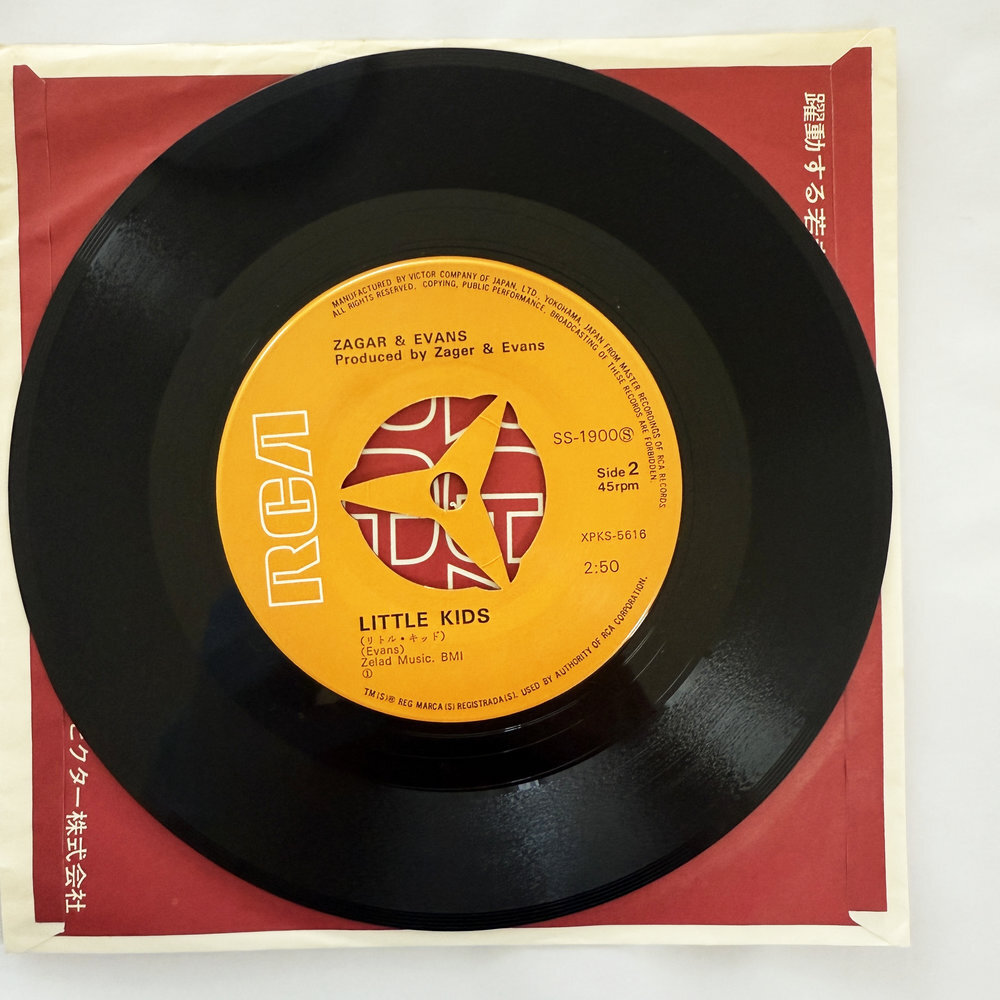 躍動する若
MANUFACTURED BY VICTOR COMPANY OF JAPAN, LTD., YOKOHAMA, JAPAN FROM MASTER RECORDINGS OF RCA RECORDS
ALL RIGHTS RESERVED. COPYING, PUBLIC PERFORMANCE, BROADCASTING OF THESE RECORDS ARE FORBIDDEN.
ZAGAR & EVANS
Produced by Zager & Evans
RCA
SS-1900Ⓢ
Side 2
45rpm
XPKS-5616
2:50
LITTLE KIDS
(リトル・キッド)
(Evans)
Zelad Music. BMI
①
TM(S)® REG MARCA(S) REGISTRADA(S). USED BY AUTHORITY OF RCA CORPORATION.
ビクター株式会社